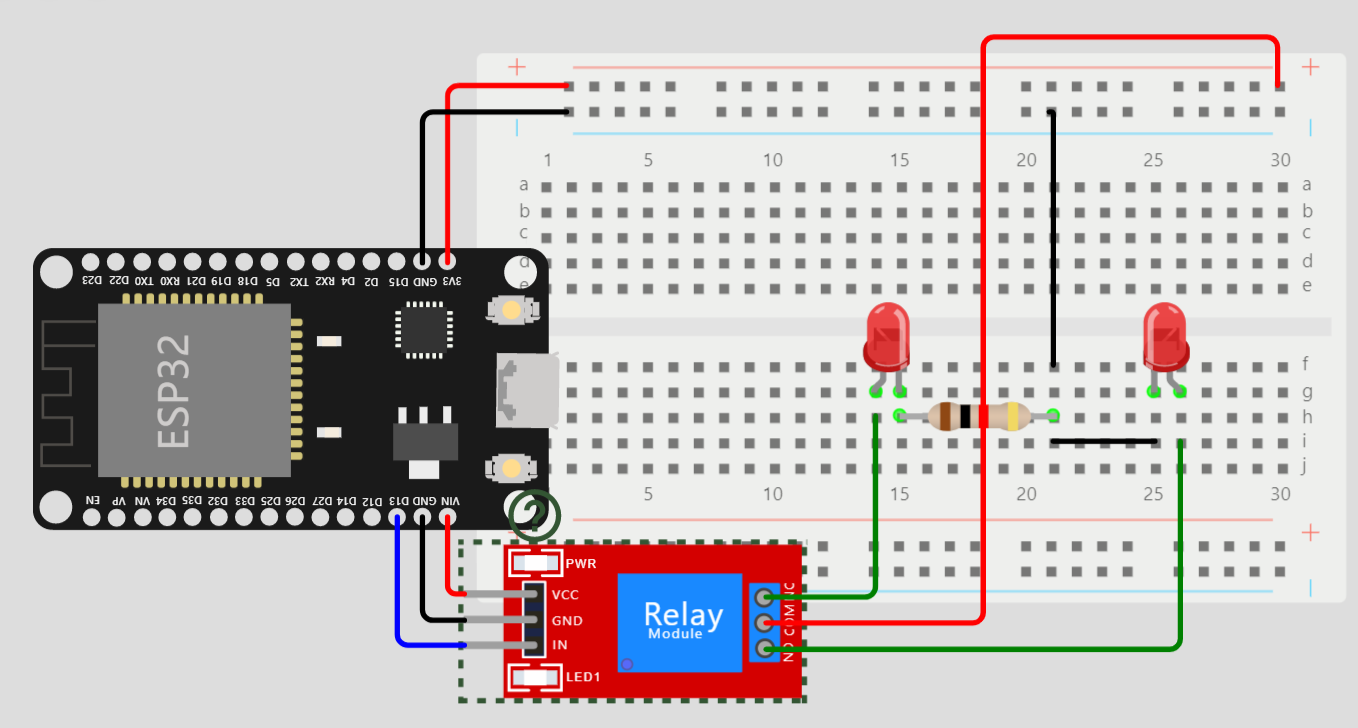 + +
1 5 10 15 20 25 30
a a
b b
c c
d d
e e
D23 D22 TX0 RX0 D21 D19 D18 D5 TX2 RX2 D4 D2 D15 GND 3V3
ESP32
f
g
h
i
j
EN VP VN D34 D35 D32 D33 D25 D26 D27 D14 D12 D13 GND VIN
5 10 15 20 25 30
?
+
PWR
VCC
GND
IN
LED1
Relay
Module
NO COM NC